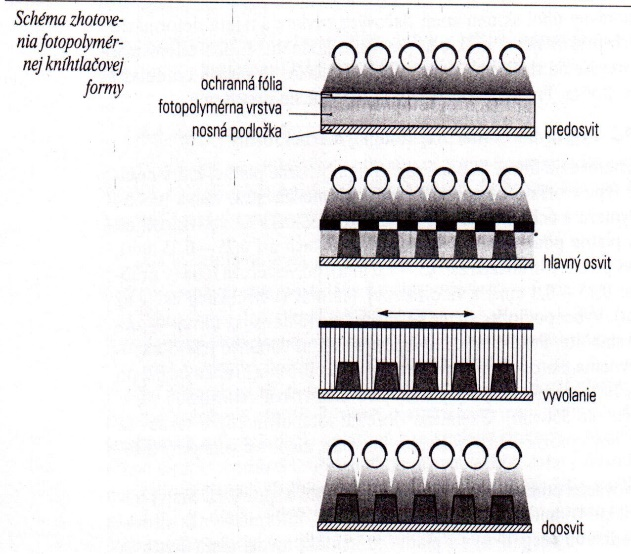 Schéma zhotove-
nia fotopolymér-
nej kníhtlačovej
formy
ochranná fólia
fotopolymérna vrstva
nosná podložka
predosvit
hlavný osvit
vyvolanie
doosvit